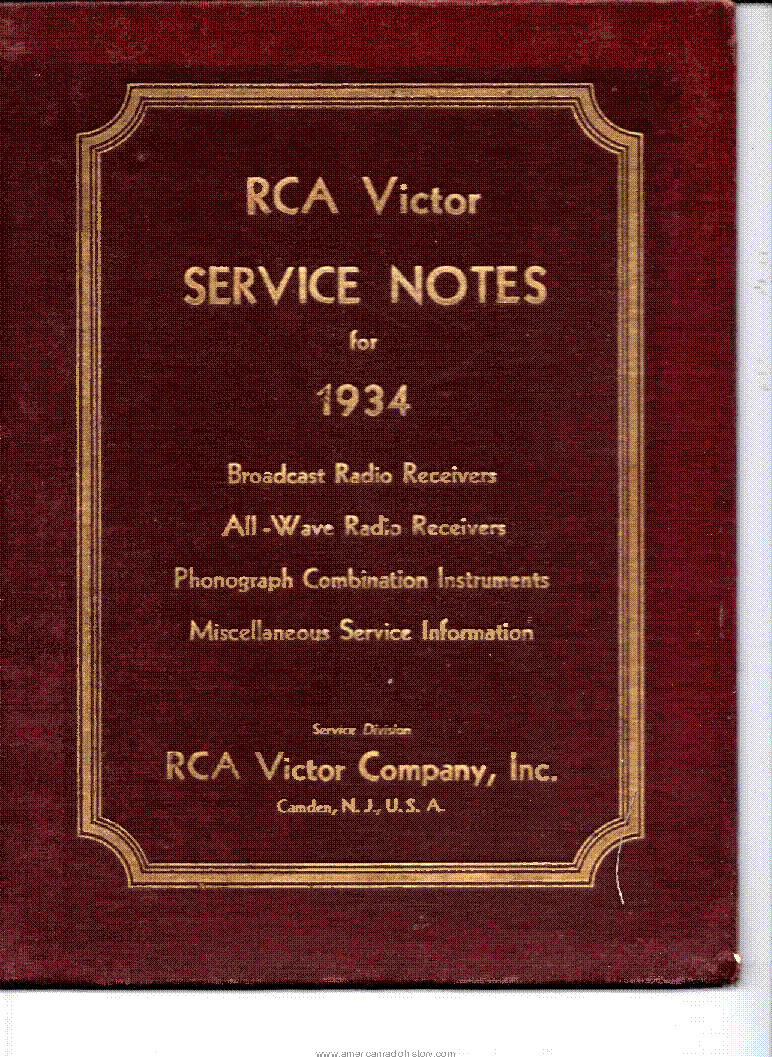 RCA Victor
SERVICE NOTES
for
1934
Broadcast Radio Receivers
All-Wave Radio Receivers
Phonograph Combination Instruments
Miscellaneous Service Information
Service Division
RCA Victor Company, Inc.
Camden, N. J., U. S. A.
www.americanradiohistory.com